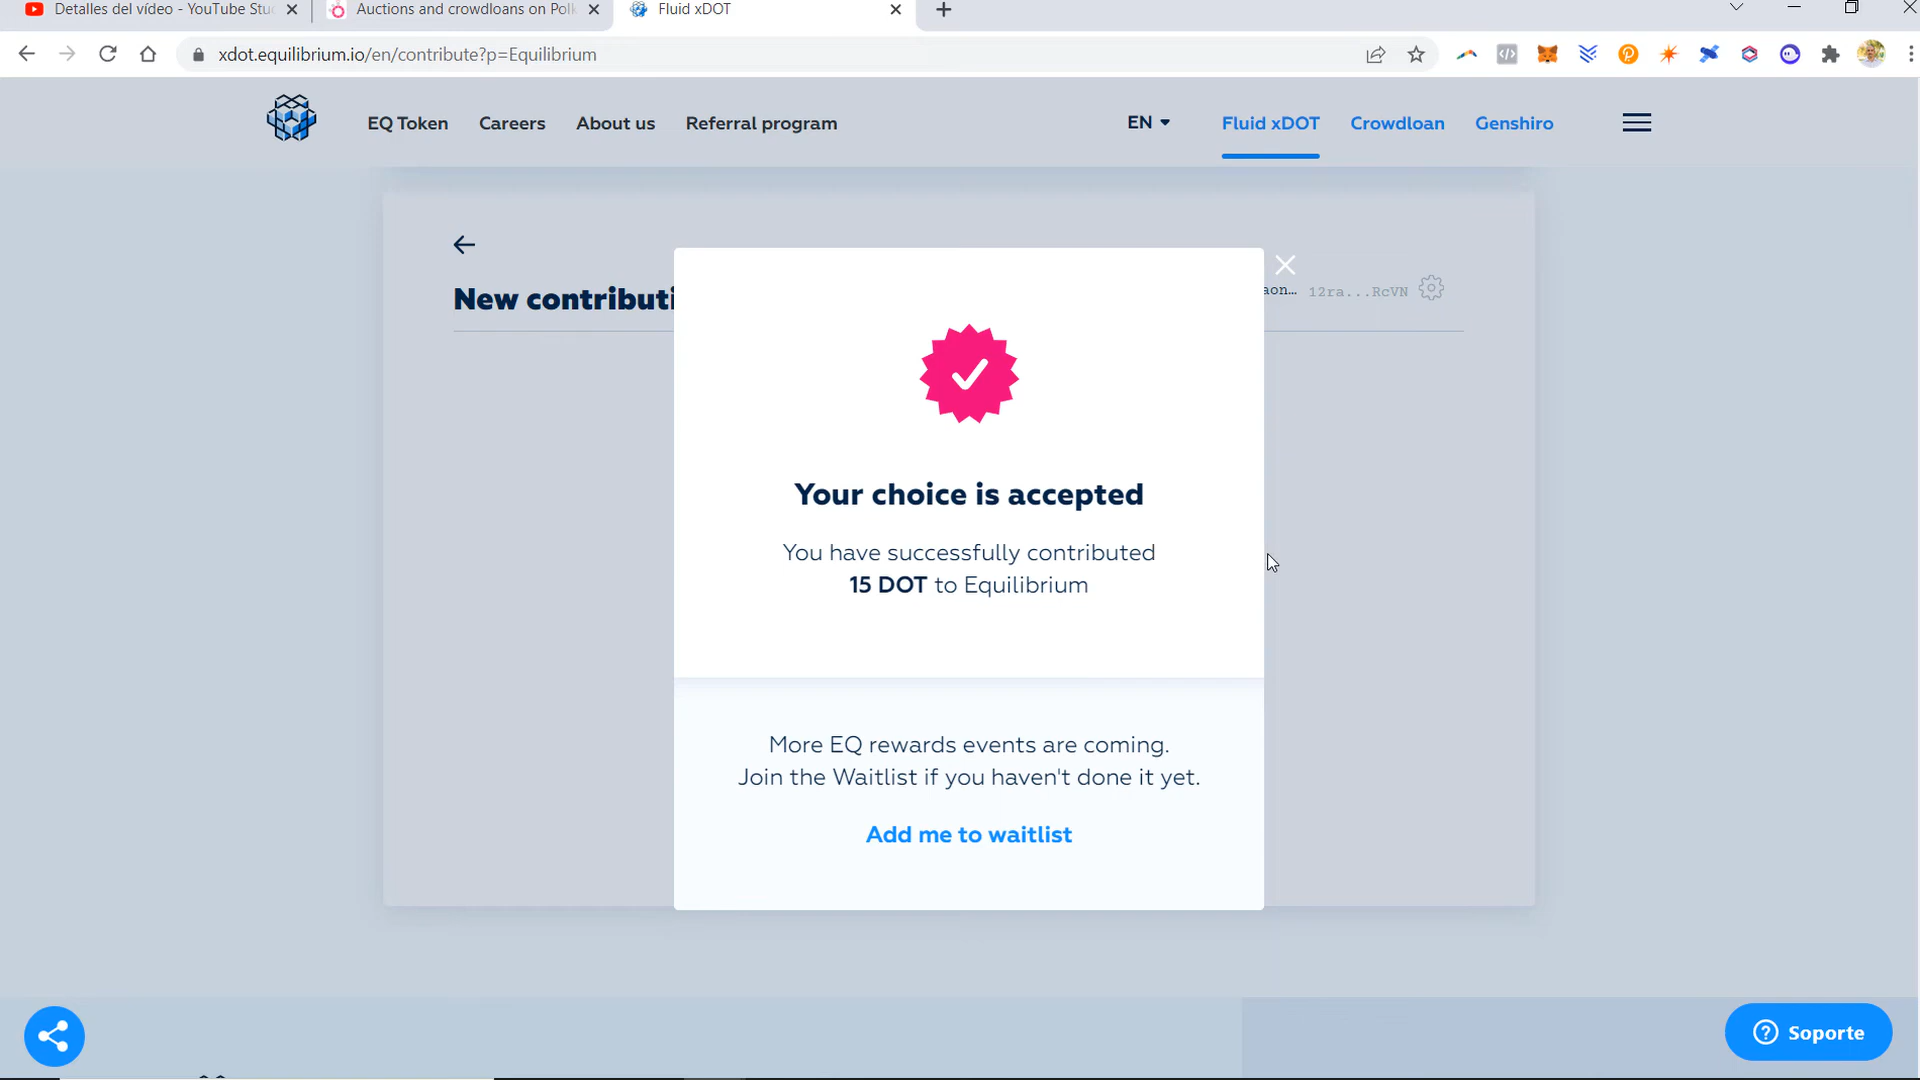 Detalles del vídeo - YouTube Stu
Auctions and crowdloans on Polk
Fluid xDOT
xdot.equilibrium.io/en/contribute?p=Equilibrium
EQ Token
Careers
About us
Referral program
EN
Fluid xDOT
Crowdloan
Genshiro
New contributi
aon...
12ra...RcVN
Your choice is accepted
You have successfully contributed
15 DOT to Equilibrium
More EQ rewards events are coming.
Join the Waitlist if you haven't done it yet.
Add me to waitlist
Soporte